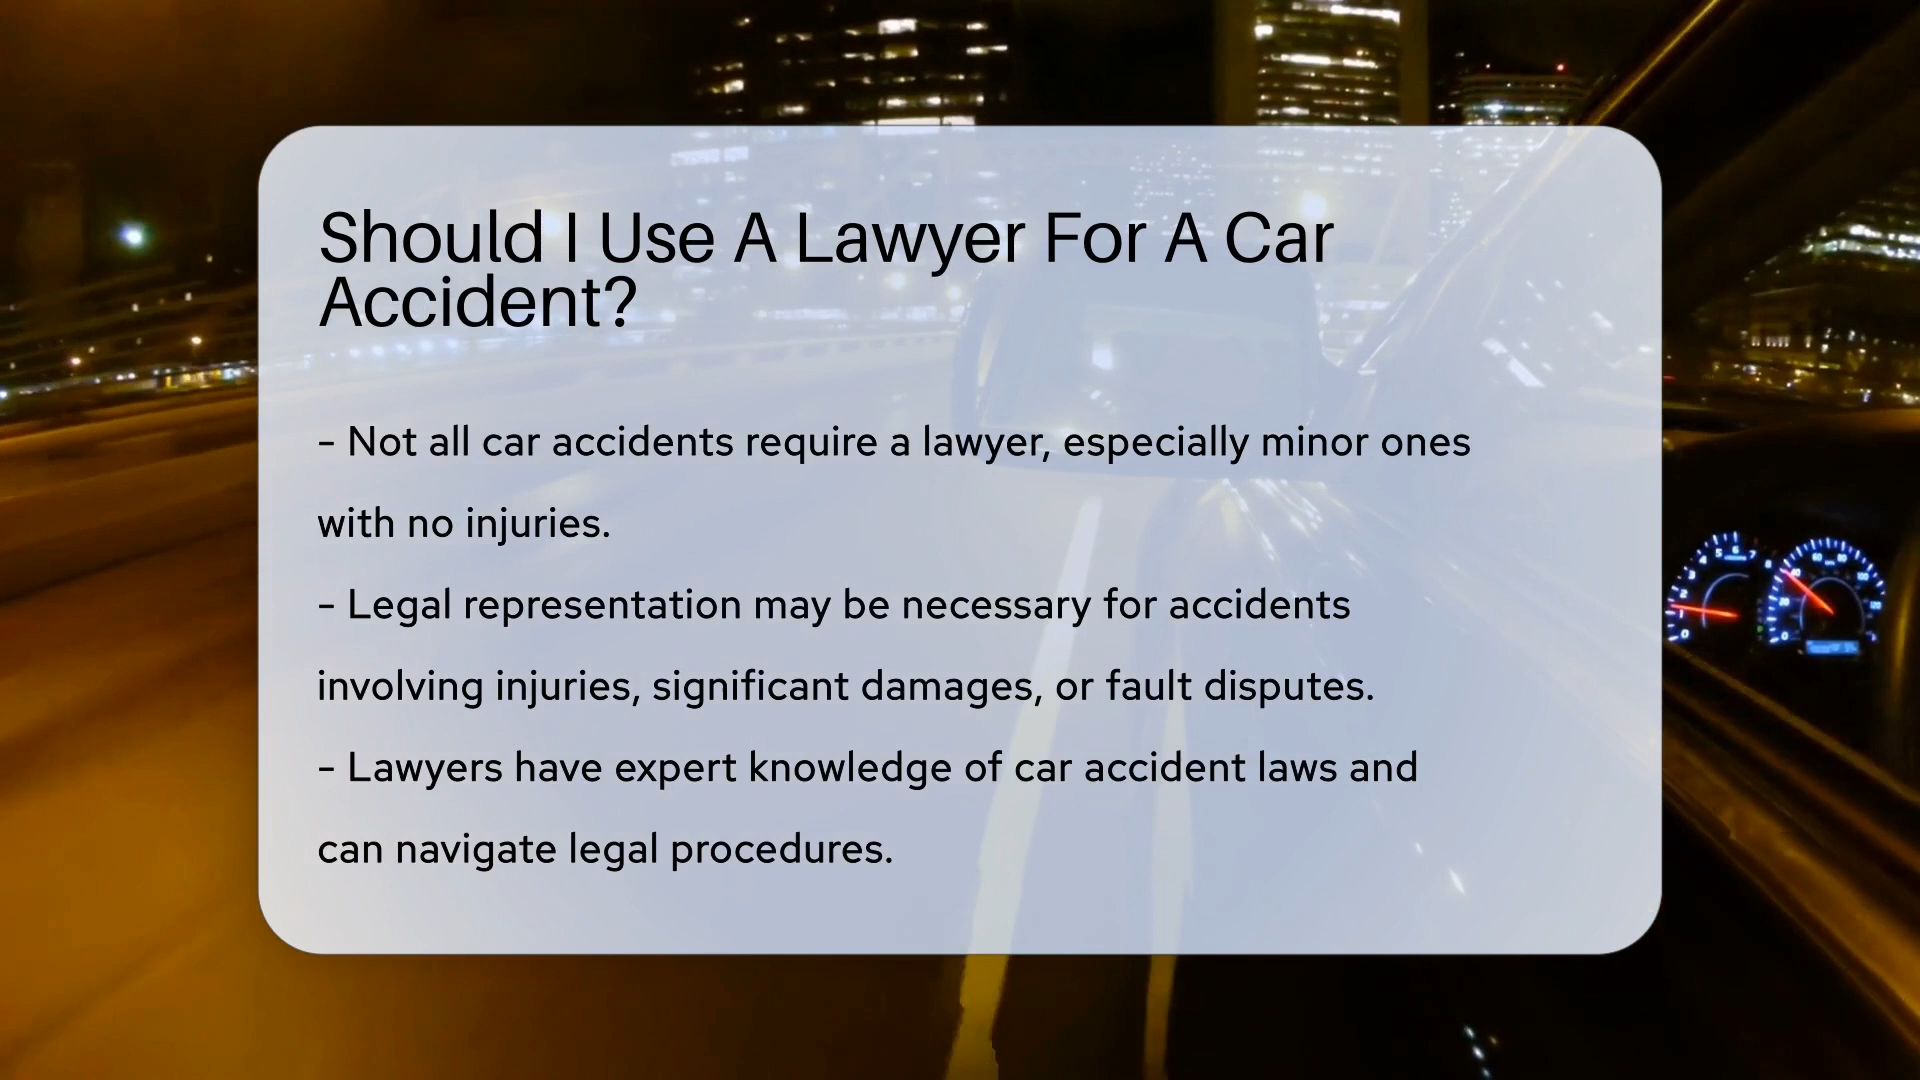 Should I Use A Lawyer For A Car
Accident?
- Not all car accidents require a lawyer, especially minor ones
with no injuries.
- Legal representation may be necessary for accidents
involving injuries, significant damages, or fault disputes.
- Lawyers have expert knowledge of car accident laws and
can navigate legal procedures.